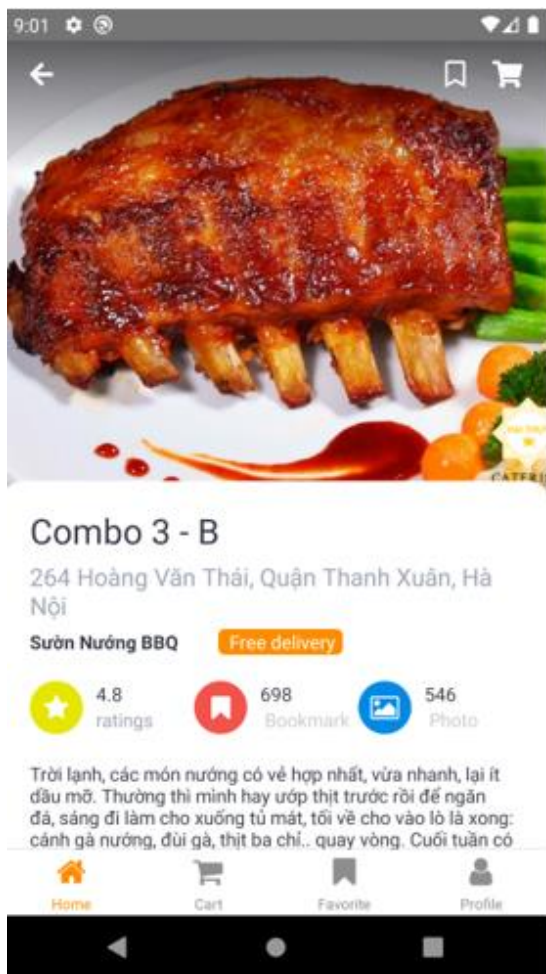 9:01
CATERI
Combo 3 - B
264 Hoàng Văn Thái, Quận Thanh Xuân, Hà
Nội
Sườn Nướng BBQ Free delivery
4.8 698 546
ratings Bookmark Photo
Trời lạnh, các món nướng có vẻ hợp nhất, vừa nhanh, lại ít
dầu mỡ. Thường thì mình hay ướp thịt trước rồi để ngăn
đá, sáng đi làm cho xuống tủ mát, tối về cho vào lò là xong:
cánh gà nướng, đùi gà, thịt ba chỉ.. quay vòng. Cuối tuần có
Home Cart Favorite Profile